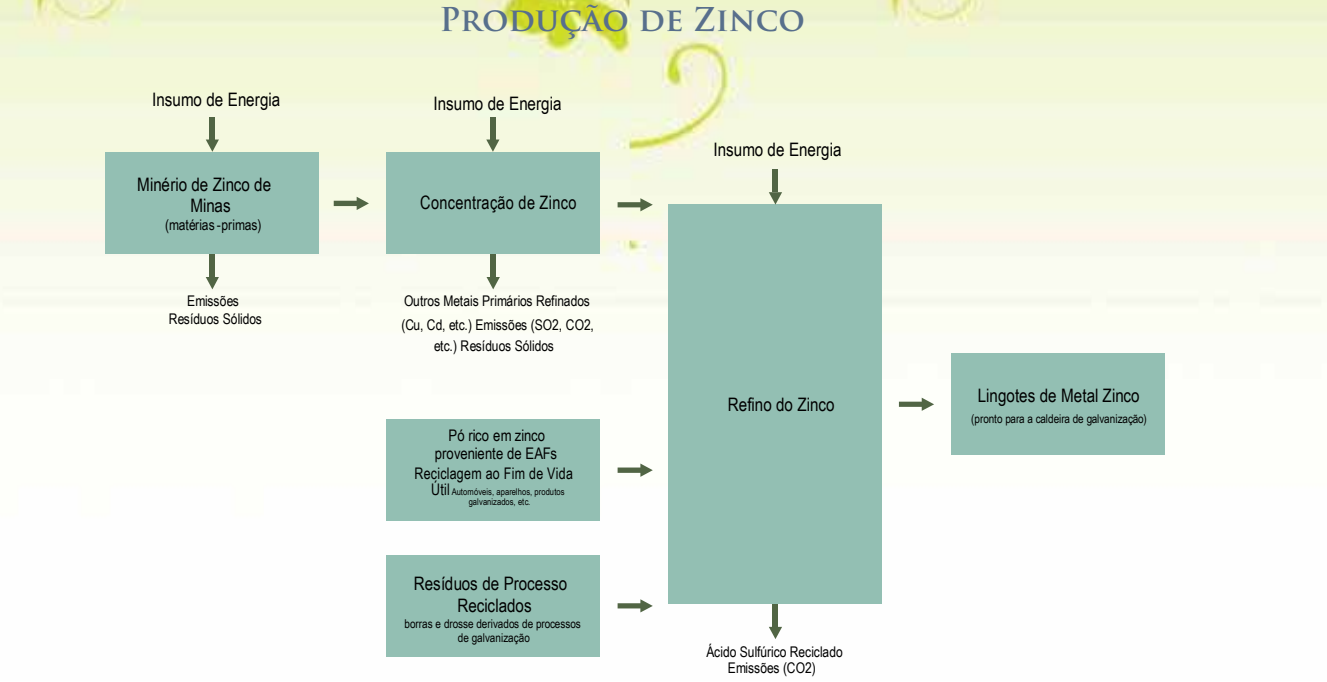 Produção de Zinco
Insumo de Energia
Minério de Zinco de
Minas
(matérias-primas)
Emissões
Resíduos Sólidos
Insumo de Energia
Concentração de Zinco
Outros Metais Primários Refinados
(Cu, Cd, etc.) Emissões (SO2, CO2,
etc.) Resíduos Sólidos
Pó rico em zinco
proveniente de EAFs
Reciclagem ao Fim de Vida
Útil Automóveis, aparelhos, produtos
galvanizados, etc.
Resíduos de Processo
Reciclados
borras e drosse derivados de processos
de galvanização
Insumo de Energia
Refino do Zinco
Ácido Sulfúrico Reciclado
Emissões (CO2)
Lingotes de Metal Zinco
(pronto para a caldeira de galvanização)